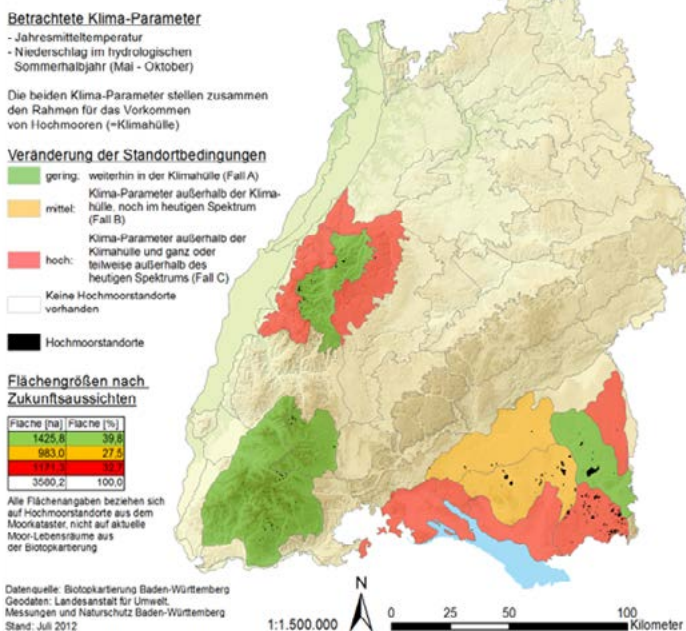 Betrachtete Klima-Parameter
- Jahresmitteltemperatur
- Niederschlag im hydrologischen
Sommerhalbjahr (Mai - Oktober)
Die beiden Klima-Parameter stellen zusammen
den Rahmen für das Vorkommen
von Hochmooren (=Klimahülle)
Veränderung der Standortbedingungen
gering: weiterhin in der Klimahülle (Fall A)
mittel: Klima-Parameter außerhalb der Klima-
hülle, noch im heutigen Spektrum
(Fall B)
hoch: Klima-Parameter außerhalb der
Klimahülle und ganz oder
teilweise außerhalb des
heutigen Spektrums (Fall C)
Keine Hochmoorstandorte
vorhanden
Hochmoorstandorte
Flächengrößen nach
Zukunftsaussichten
Fläche [ha] Fläche [%]
1425,8 39,8
983,0 27,5
1171,3 32,7
3580,2 100,0
Alle Flächenangaben beziehen sich
auf Hochmoorstandorte aus dem
Moorkataster, nicht auf aktuelle
Moor-Lebensräume aus
der Biotopkartierung
Datenquelle: Biotopkartierung Baden-Württemberg
Geodaten: Landesanstalt für Umwelt,
Messungen und Naturschutz Baden-Württemberg
Stand: Juli 2012
1:1.500.000
N
0 25 50 100
Kilometer